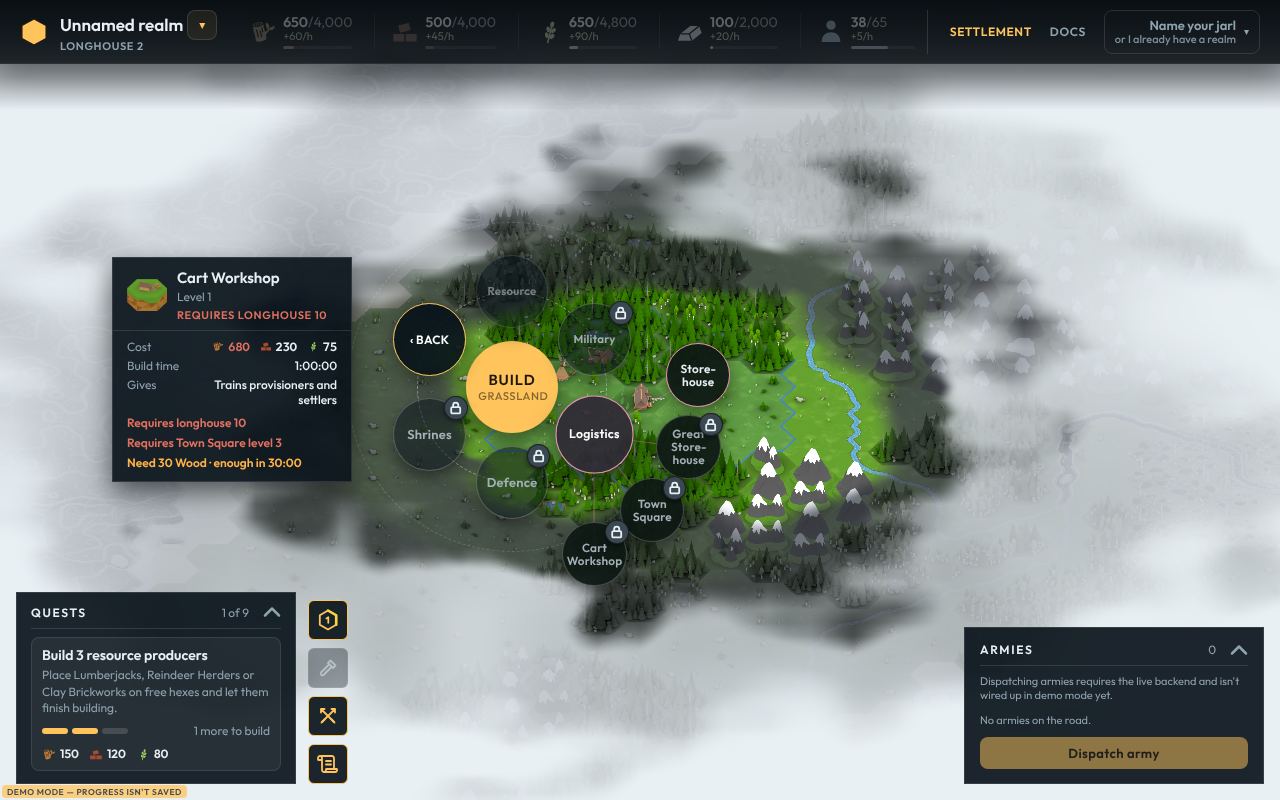 Unnamed realm
LONGHOUSE 2
650/4,000
+60/h
500/4,000
+45/h
650/4,800
+90/h
100/2,000
+20/h
38/65
+5/h
SETTLEMENT
DOCS
Name your jarl
or I already have a realm
Cart Workshop
Level 1
REQUIRES LONGHOUSE 10
Cost 680 230 75
Build time 1:00:00
Gives Trains provisioners and
settlers
Requires longhouse 10
Requires Town Square level 3
Need 30 Wood · enough in 30:00
Resource
‹ BACK
Military
BUILD
GRASSLAND
Store-
house
Shrines
Logistics
Great
Store-
house
Defence
Town
Square
Cart
Workshop
QUESTS
1 of 9
Build 3 resource producers
Place Lumberjacks, Reindeer Herders or
Clay Brickworks on free hexes and let them
finish building.
1 more to build
150 120 80
1
ARMIES
0
Dispatching armies requires the live backend and isn't
wired up in demo mode yet.
No armies on the road.
Dispatch army
DEMO MODE — PROGRESS ISN'T SAVED